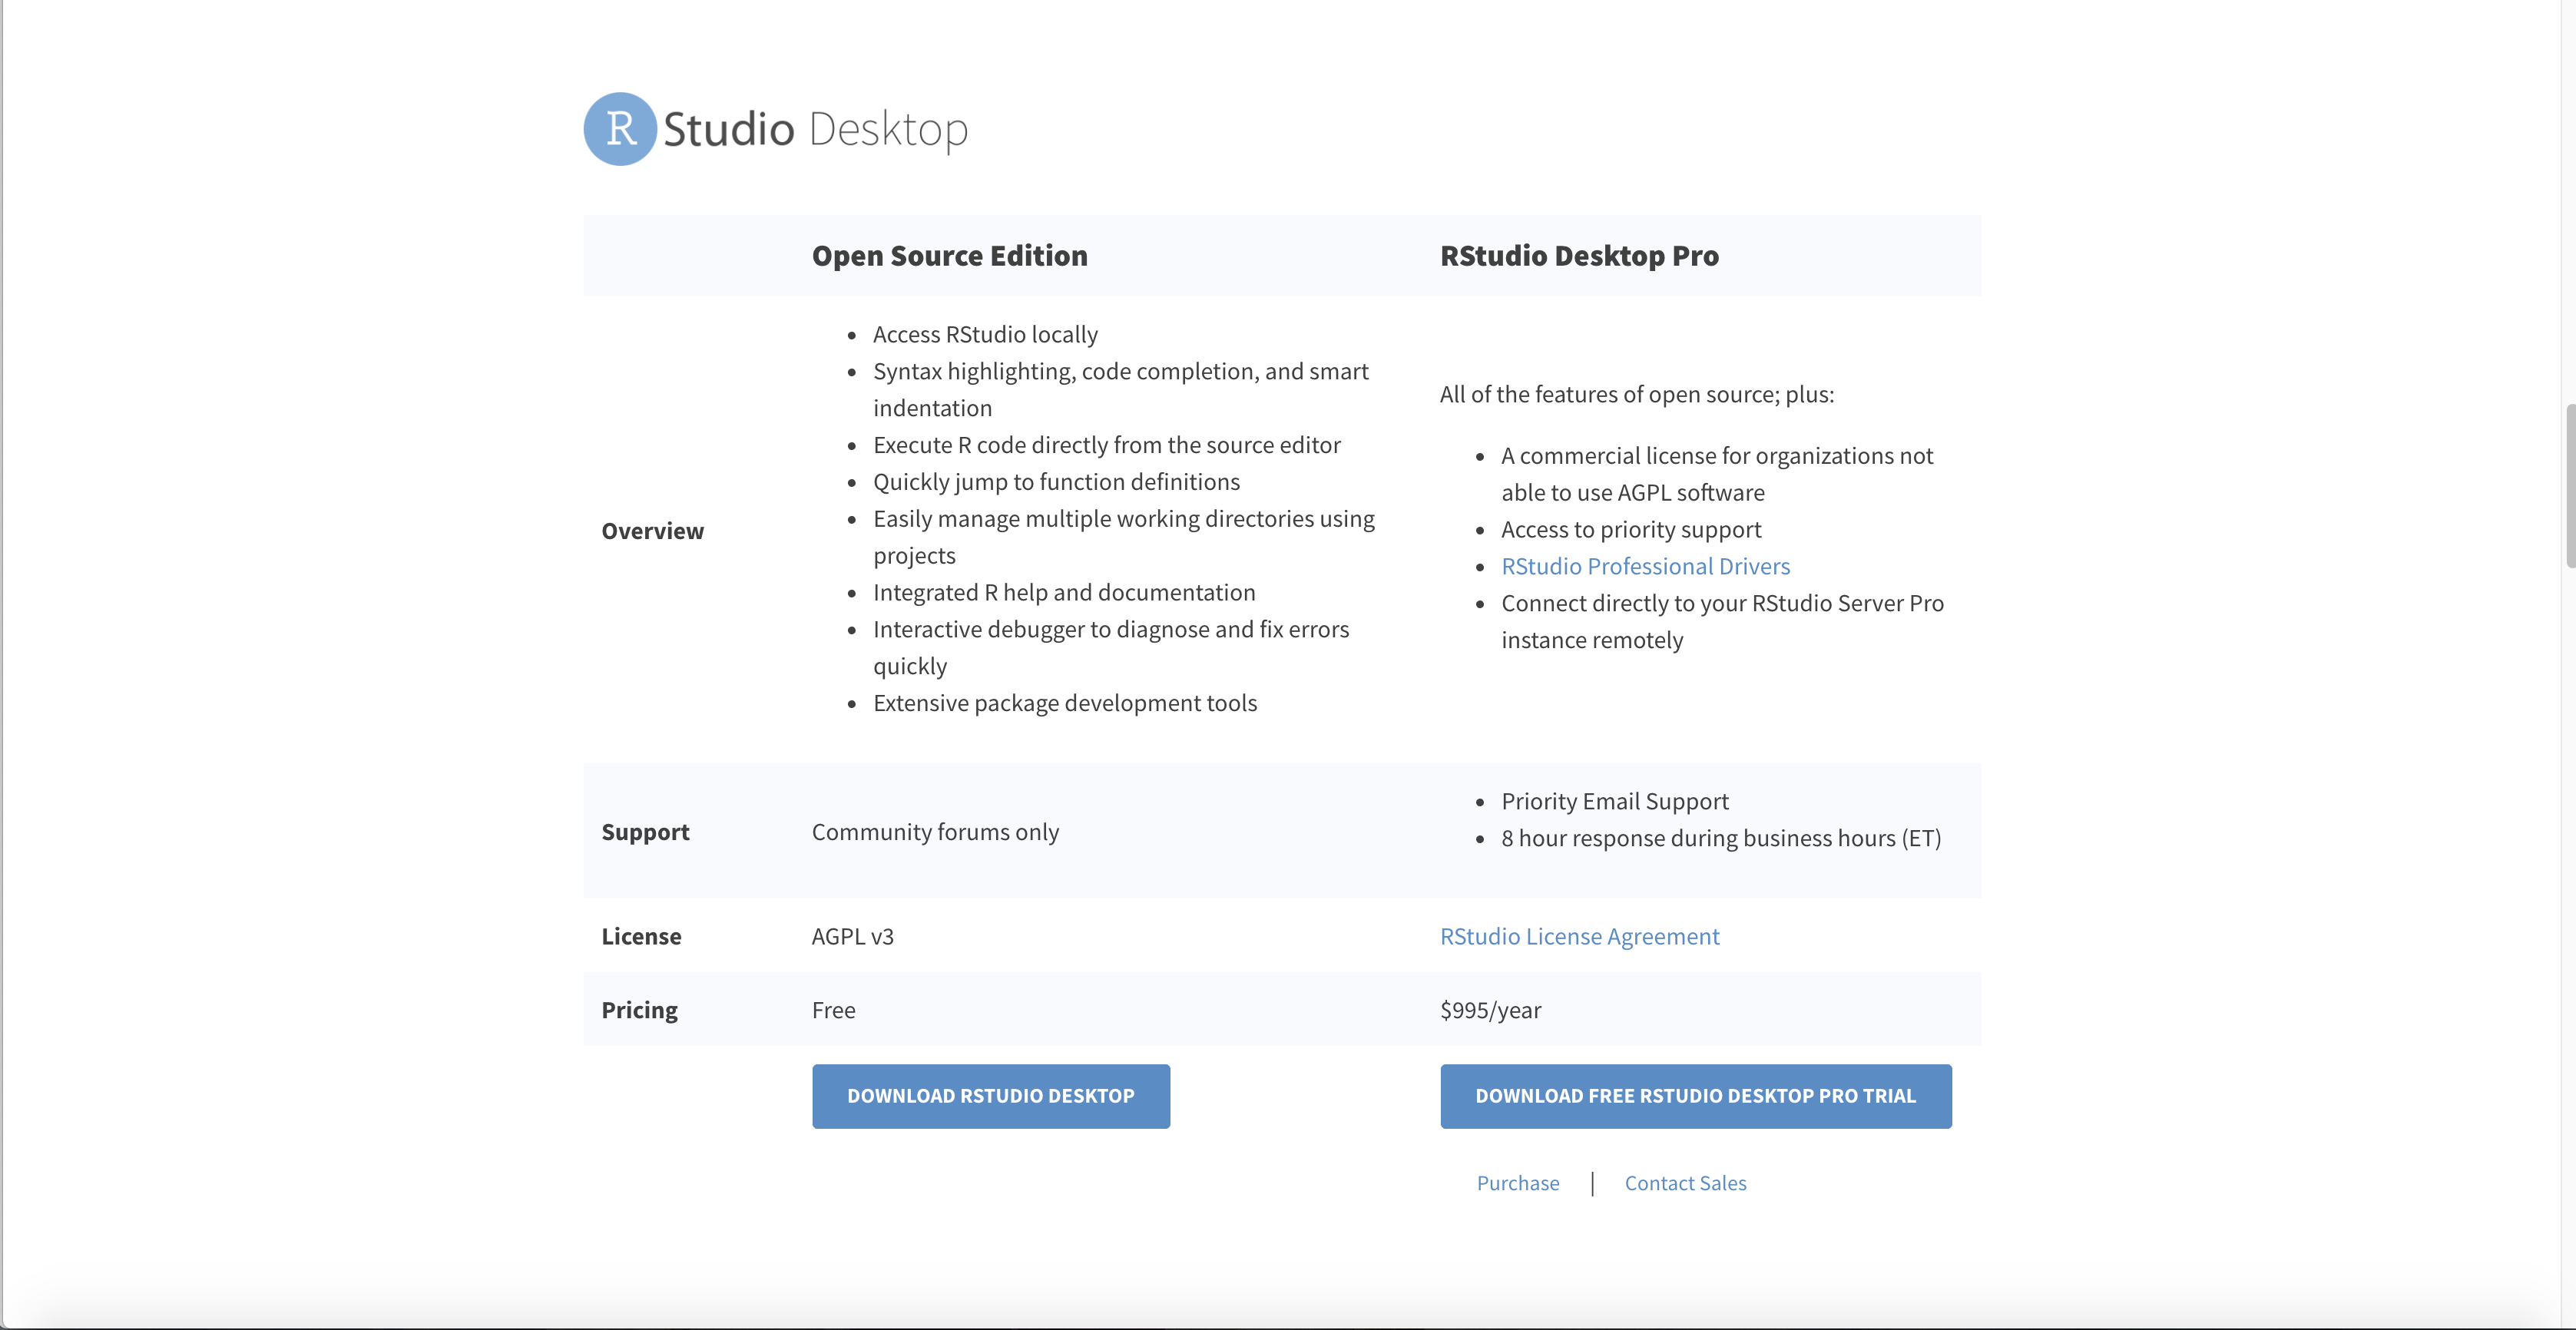 R Studio Desktop
Open Source Edition
RStudio Desktop Pro
Overview
Access RStudio locally
Syntax highlighting, code completion, and smart
indentation
Execute R code directly from the source editor
Quickly jump to function definitions
Easily manage multiple working directories using
projects
Integrated R help and documentation
Interactive debugger to diagnose and fix errors
quickly
Extensive package development tools
All of the features of open source; plus:
A commercial license for organizations not
able to use AGPL software
Access to priority support
RStudio Professional Drivers
Connect directly to your RStudio Server Pro
instance remotely
Support
Community forums only
Priority Email Support
8 hour response during business hours (ET)
License
AGPL v3
RStudio License Agreement
Pricing
Free
$995/year
DOWNLOAD RSTUDIO DESKTOP
DOWNLOAD FREE RSTUDIO DESKTOP PRO TRIAL
Purchase | Contact Sales